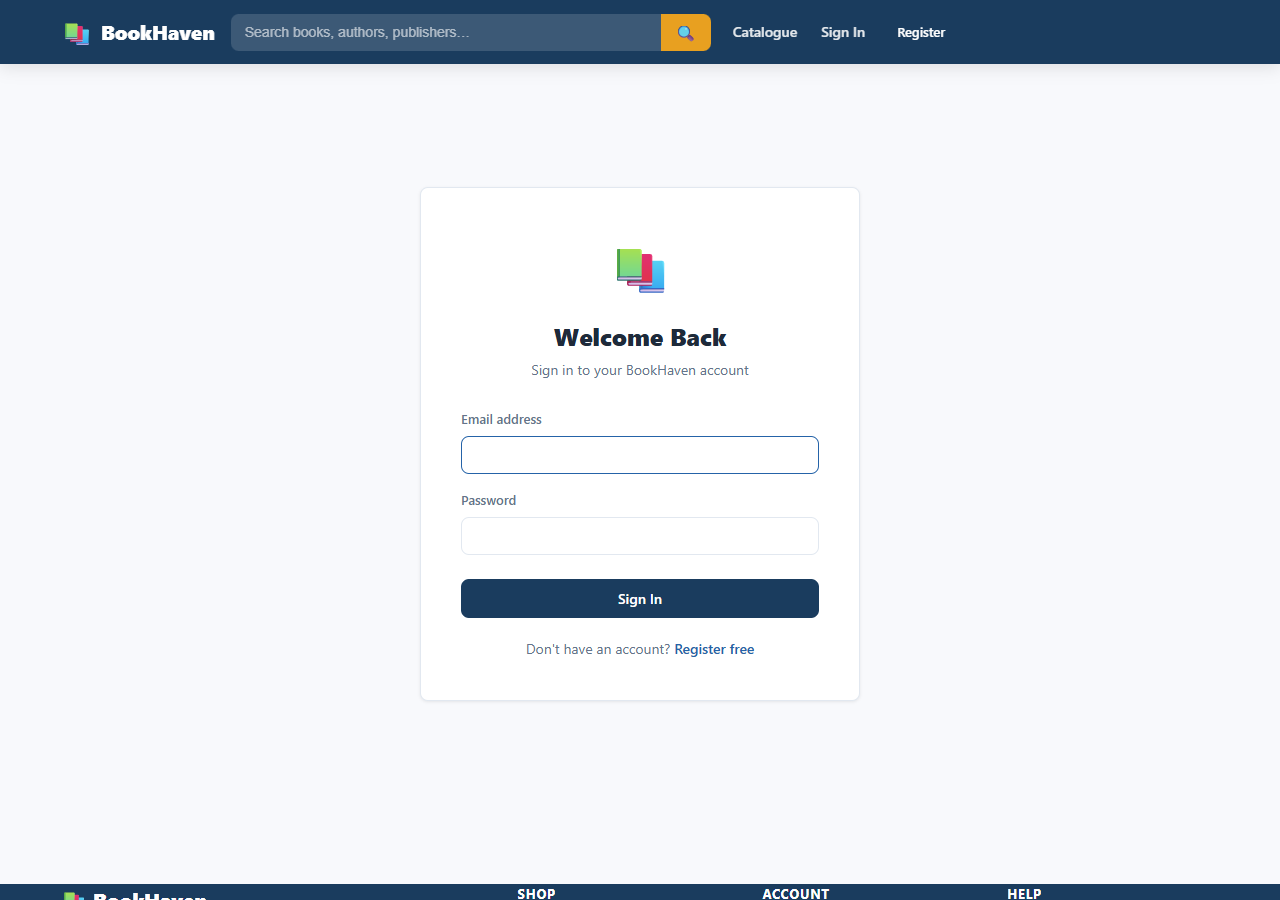 BookHaven
Search books, authors, publishers...
Catalogue
Sign In
Register
Welcome Back
Sign in to your BookHaven account
Email address
Password
Sign In
Don't have an account? Register free
BookHaven
SHOP
ACCOUNT
HELP